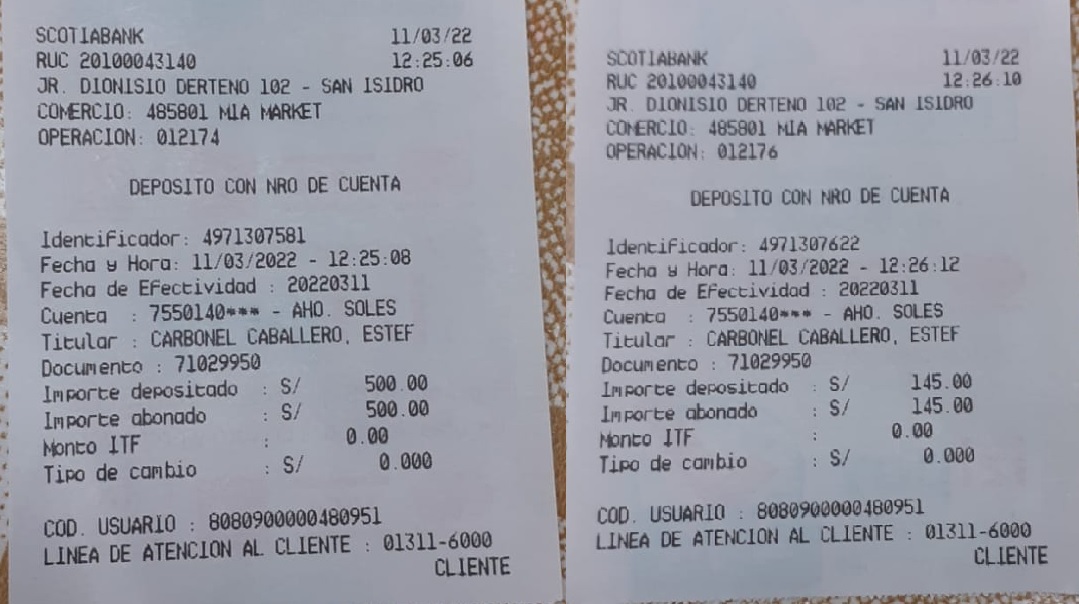 SCOTIABANK 11/03/22
RUC 20100043140 12:25:06
JR. DIONISIO DERTENO 102 - SAN ISIDRO
COMERCIO: 485801 MIA MARKET
OPERACION: 012174
DEPOSITO CON NRO DE CUENTA
Identificador: 4971307581
Fecha y Hora: 11/03/2022 - 12:25:08
Fecha de Efectividad : 20220311
Cuenta : 7550140*** - AHO. SOLES
Titular : CARBONEL CABALLERO, ESTEF
Documento : 71029950
Importe depositado : S/ 500.00
Importe abonado : S/ 500.00
Monto ITF : 0.00
Tipo de cambio : S/ 0.000
COD. USUARIO : 8080900000480951
LINEA DE ATENCION AL CLIENTE : 01311-6000
CLIENTE
SCOTIABANK 11/03/22
RUC 20100043140 12:26:10
JR. DIONISIO DERTENO 102 - SAN ISIDRO
COMERCIO: 485801 MIA MARKET
OPERACION: 012176
DEPOSITO CON NRO DE CUENTA
Identificador: 4971307622
Fecha y Hora: 11/03/2022 - 12:26:12
Fecha de Efectividad : 20220311
Cuenta : 7550140*** - AHO. SOLES
Titular : CARBONEL CABALLERO, ESTEF
Documento : 71029950
Importe depositado : S/ 145.00
Importe abonado : S/ 145.00
Monto ITF : 0.00
Tipo de cambio : S/ 0.000
COD. USUARIO : 8080900000480951
LINEA DE ATENCION AL CLIENTE : 01311-6000
CLIENTE